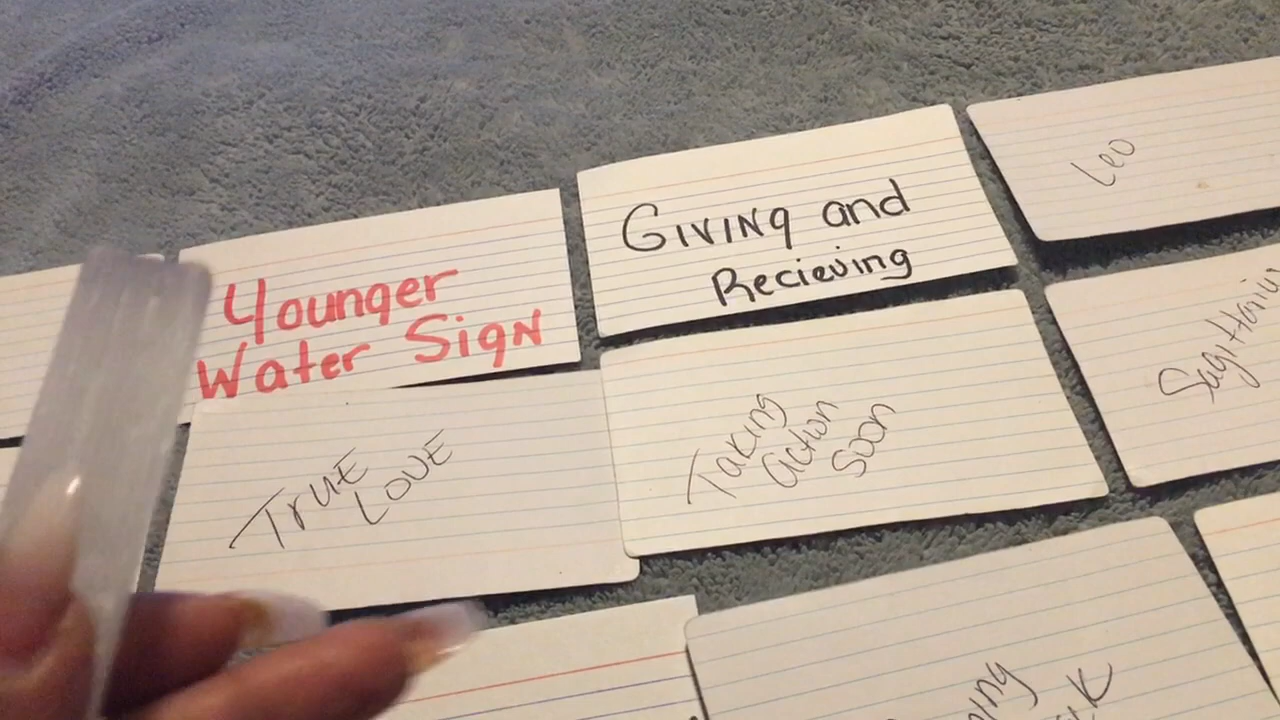 Younger
Water Sign
GIVINg and
Recieving
Leo
TRUE
LOVE
Taking
action
Soon